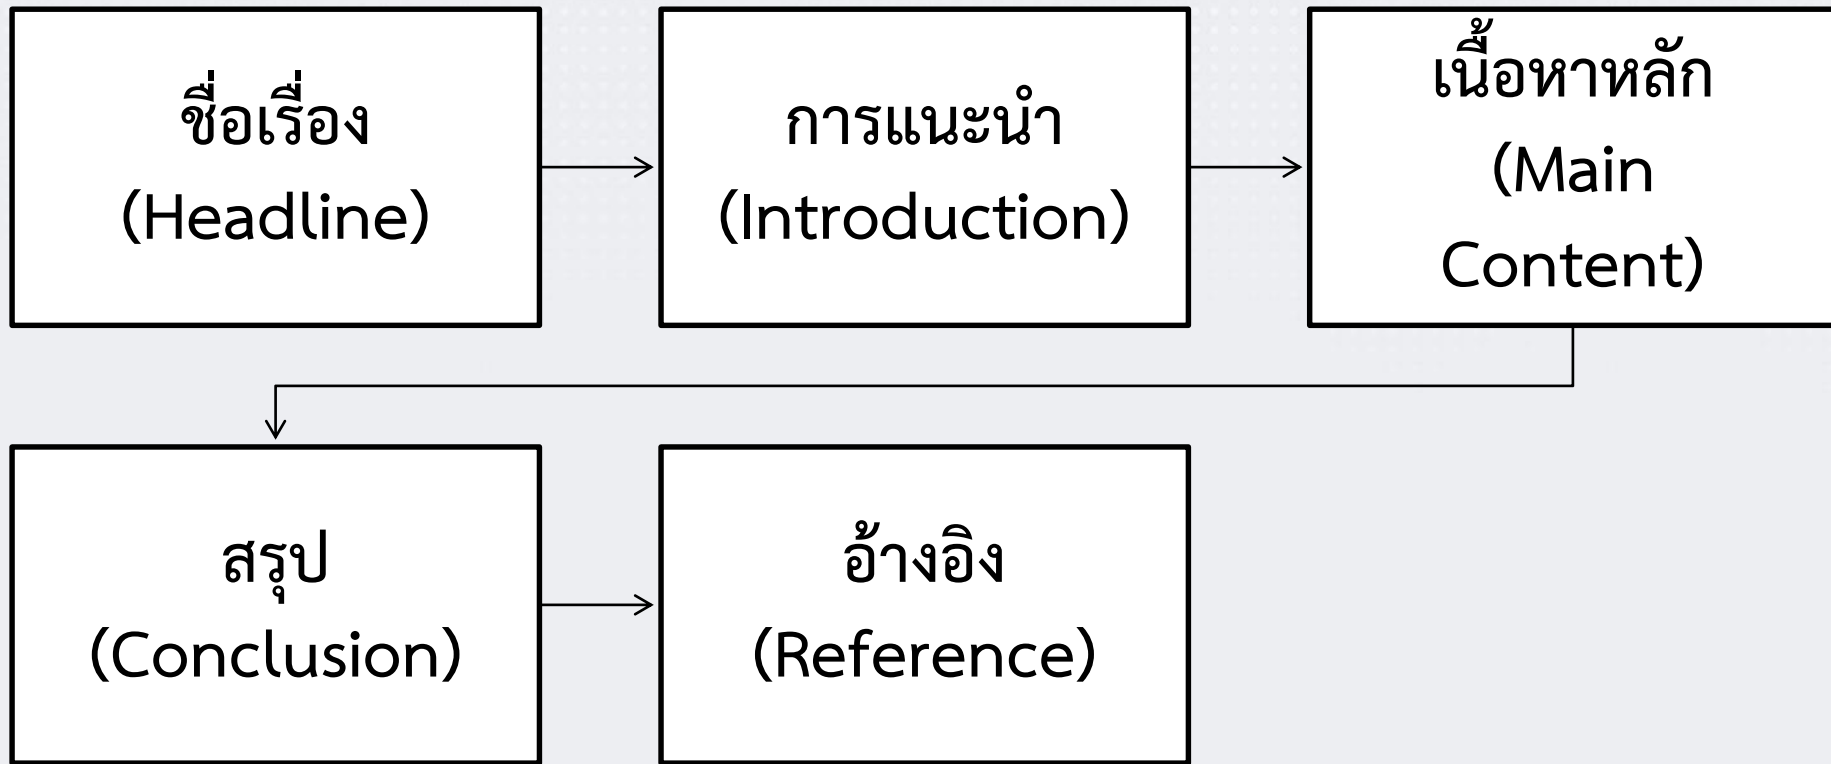 ชื่อเรื่อง
(Headline)
การแนะนำ
(Introduction)
เนื้อหาหลัก
(Main
Content)
สรุป
(Conclusion)
อ้างอิง
(Reference)